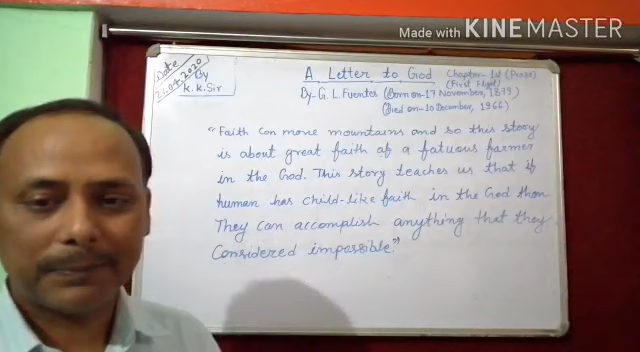 Made with KINEMASTER
Date
21.04.2020
By
K.K.Sir
A Letter to God Chapter-1st (Prose)
(First Flight)
By- G. L. Fuentes (Born on-17 November, 1879)
(Died on-10 December, 1966)
"Faith can move mountains and so this story
is about great faith of a fatuous farmer
in the God. This story teaches us that if
human has child-like faith in the God then
They can accomplish anything that they
Considered impossible."